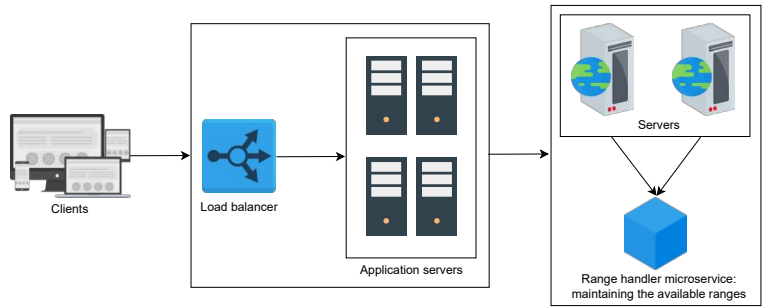 Clients
Load balancer
Application servers
Servers
Range handler microservice:
maintaining the available ranges